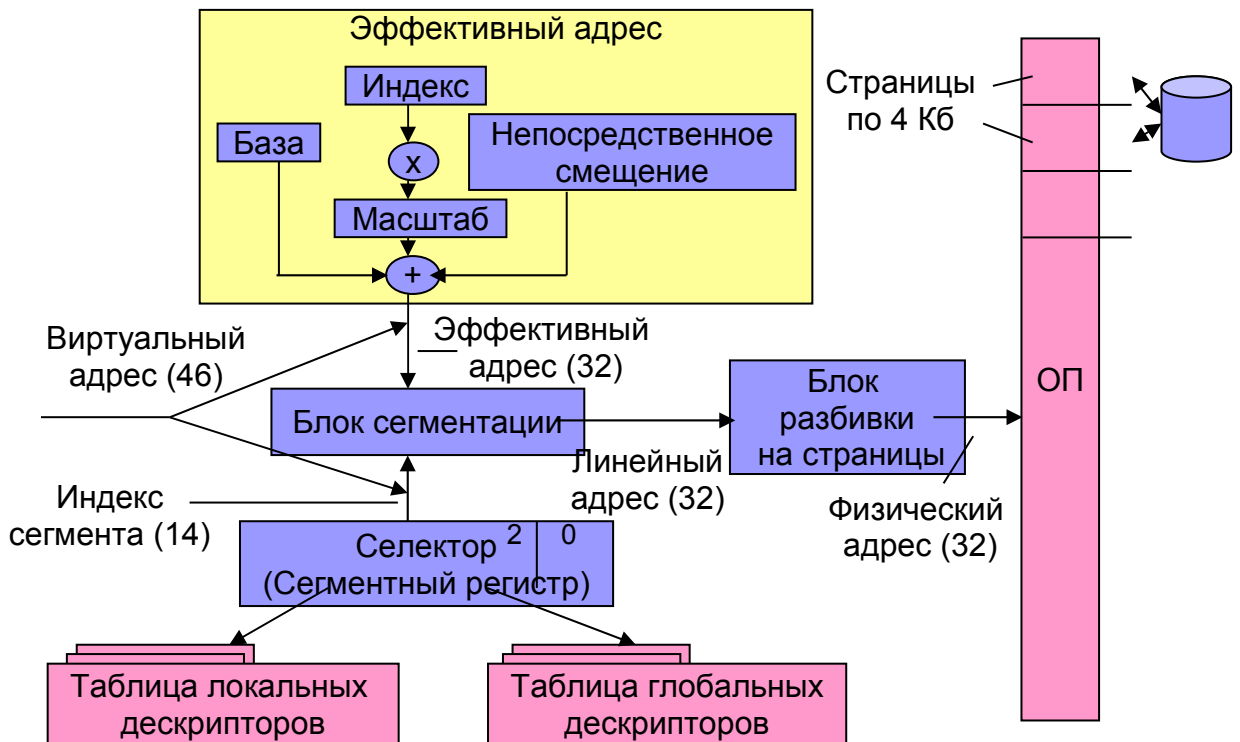 Эффективный адрес
Индекс
База
x
Непосредственное
смещение
Масштаб
+
Страницы
по 4 Кб
Виртуальный
адрес (46)
Эффективный
адрес (32)
Блок сегментации
Блок
разбивки
на страницы
ОП
Линейный
адрес (32)
Физический
адрес (32)
Индекс
сегмента (14)
Селектор 2 0
(Сегментный регистр)
Таблица локальных
дескрипторов
Таблица глобальных
дескрипторов